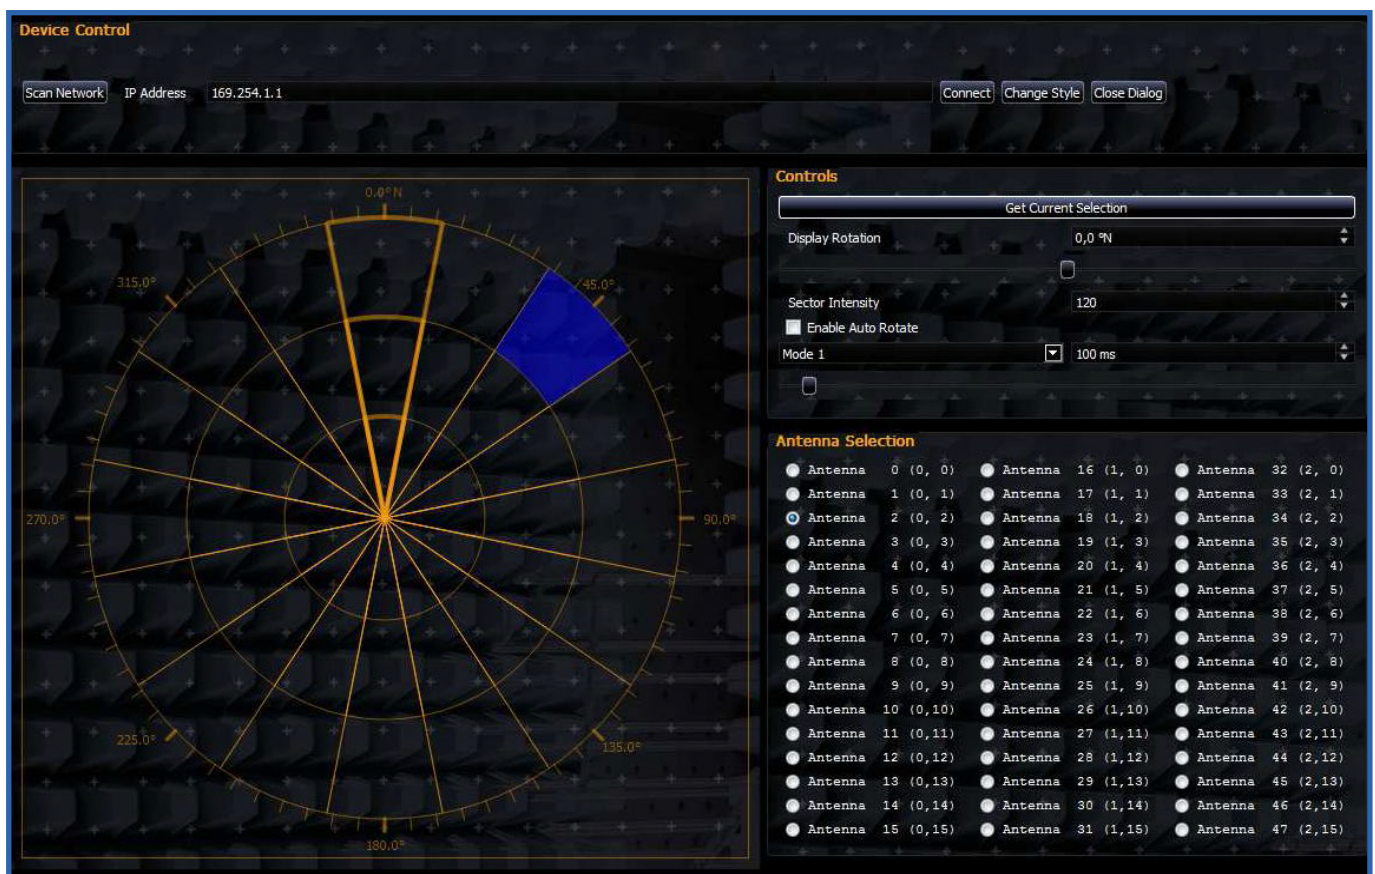 Device Control
Scan Network IP Address 169.254.1.1 Connect Change Style Close Dialog
0.0° N
45.0°
90.0°
135.0°
180.0°
225.0°
270.0°
315.0°
Controls
Get Current Selection
Display Rotation 0,0 °N
Sector Intensity 120
Enable Auto Rotate
Mode 1 100 ms
Antenna Selection
Antenna 0 (0, 0) Antenna 16 (1, 0) Antenna 32 (2, 0)
Antenna 1 (0, 1) Antenna 17 (1, 1) Antenna 33 (2, 1)
Antenna 2 (0, 2) Antenna 18 (1, 2) Antenna 34 (2, 2)
Antenna 3 (0, 3) Antenna 19 (1, 3) Antenna 35 (2, 3)
Antenna 4 (0, 4) Antenna 20 (1, 4) Antenna 36 (2, 4)
Antenna 5 (0, 5) Antenna 21 (1, 5) Antenna 37 (2, 5)
Antenna 6 (0, 6) Antenna 22 (1, 6) Antenna 38 (2, 6)
Antenna 7 (0, 7) Antenna 23 (1, 7) Antenna 39 (2, 7)
Antenna 8 (0, 8) Antenna 24 (1, 8) Antenna 40 (2, 8)
Antenna 9 (0, 9) Antenna 25 (1, 9) Antenna 41 (2, 9)
Antenna 10 (0,10) Antenna 26 (1,10) Antenna 42 (2,10)
Antenna 11 (0,11) Antenna 27 (1,11) Antenna 43 (2,11)
Antenna 12 (0,12) Antenna 28 (1,12) Antenna 44 (2,12)
Antenna 13 (0,13) Antenna 29 (1,13) Antenna 45 (2,13)
Antenna 14 (0,14) Antenna 30 (1,14) Antenna 46 (2,14)
Antenna 15 (0,15) Antenna 31 (1,15) Antenna 47 (2,15)